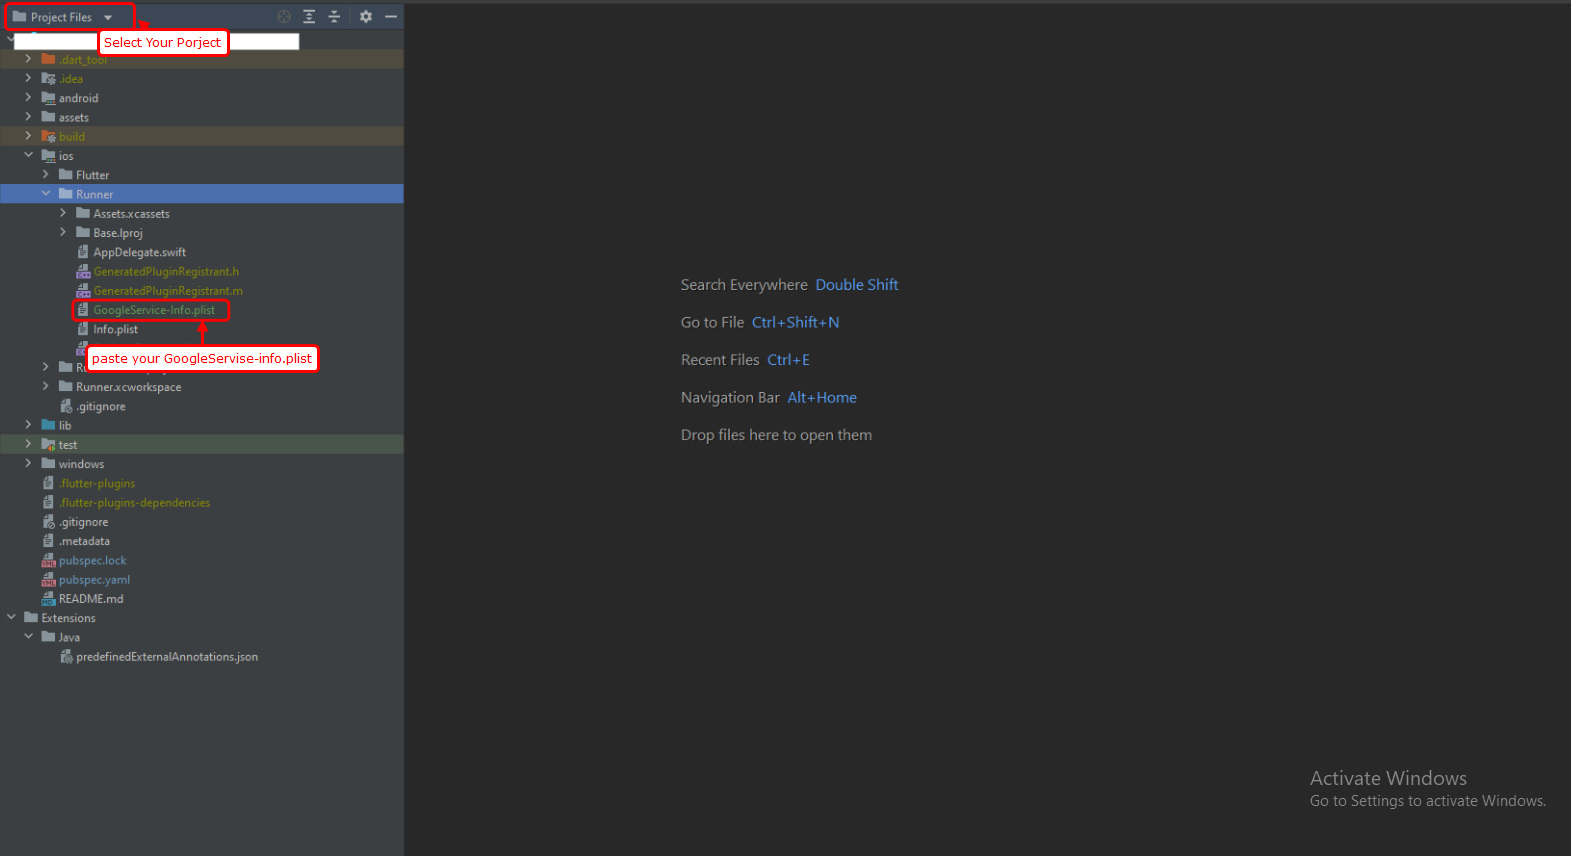 Project Files
Select Your Porject
.dart_tool
.idea
android
assets
build
ios
Flutter
Runner
Assets.xcassets
Base.lproj
AppDelegate.swift
GeneratedPluginRegistrant.h
GeneratedPluginRegistrant.m
GoogleService-Info.plist
Info.plist
paste your GoogleServise-info.plist
Runner.xcworkspace
.gitignore
lib
test
windows
.flutter-plugins
.flutter-plugins-dependencies
.gitignore
.metadata
pubspec.lock
pubspec.yaml
README.md
Extensions
Java
predefinedExternalAnnotations.json
Search Everywhere Double Shift
Go to File Ctrl+Shift+N
Recent Files Ctrl+E
Navigation Bar Alt+Home
Drop files here to open them
Activate Windows
Go to Settings to activate Windows.